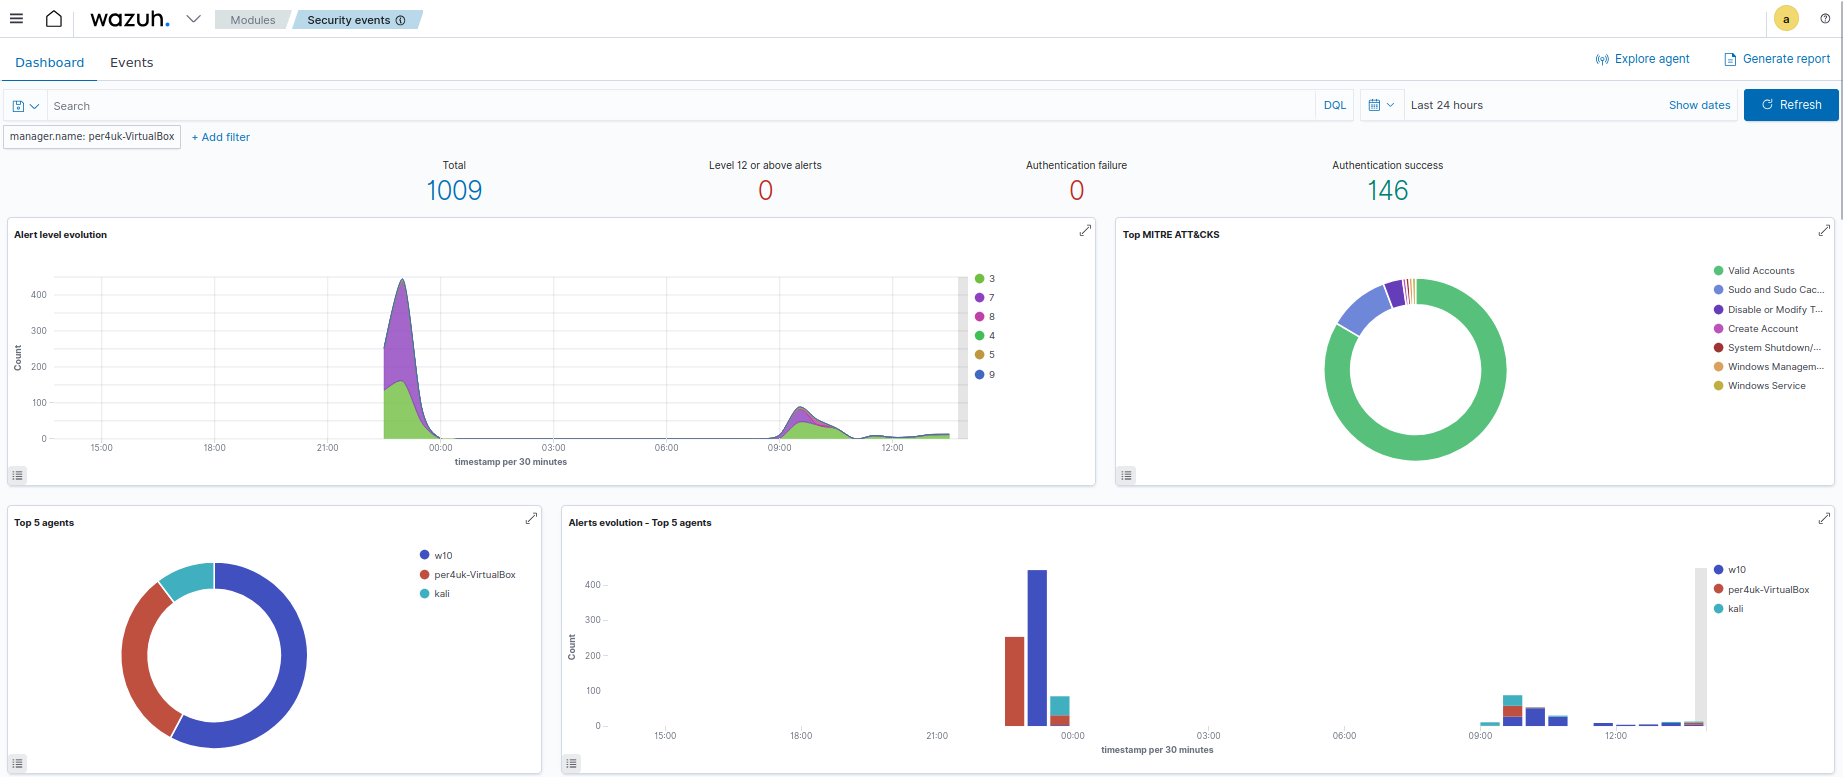 wazuh.
Modules
Security events
a
Dashboard
Events
Explore agent
Generate report
Search
DQL
Last 24 hours
Show dates
Refresh
manager.name: per4uk-VirtualBox
+ Add filter
Total
1009
Level 12 or above alerts
0
Authentication failure
0
Authentication success
146
Alert level evolution
400
300
200
100
0
Count
15:00
18:00
21:00
00:00
03:00
06:00
09:00
12:00
timestamp per 30 minutes
3
7
8
4
5
9
Top MITRE ATT&CKS
Valid Accounts
Sudo and Sudo Cac...
Disable or Modify T...
Create Account
System Shutdown/...
Windows Managem...
Windows Service
Top 5 agents
w10
per4uk-VirtualBox
kali
Alerts evolution - Top 5 agents
400
300
200
100
0
Count
15:00
18:00
21:00
00:00
03:00
06:00
09:00
12:00
timestamp per 30 minutes
w10
per4uk-VirtualBox
kali